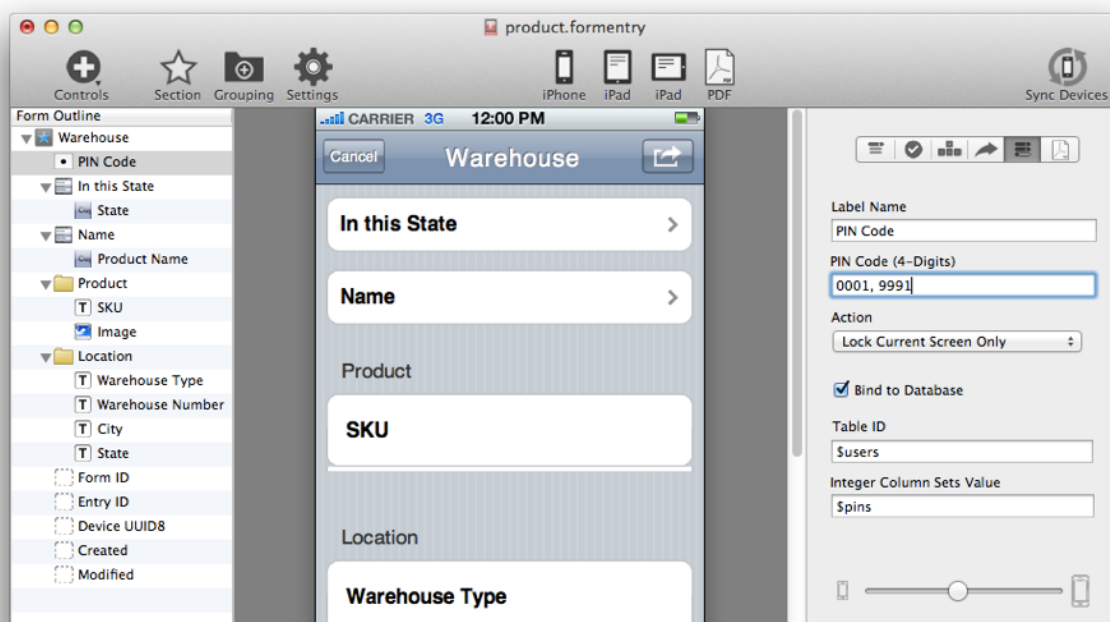 product.formentry
Controls
Section
Grouping
Settings
iPhone
iPad
iPad
PDF
Sync Devices
Form Outline
Warehouse
PIN Code
In this State
State
Name
Product Name
Product
SKU
Image
Location
Warehouse Type
Warehouse Number
City
State
Form ID
Entry ID
Device UUID8
Created
Modified
CARRIER 3G 12:00 PM
Cancel
Warehouse
In this State
Name
Product
SKU
Location
Warehouse Type
Label Name
PIN Code
PIN Code (4-Digits)
0001, 9991
Action
Lock Current Screen Only
Bind to Database
Table ID
$users
Integer Column Sets Value
$pins